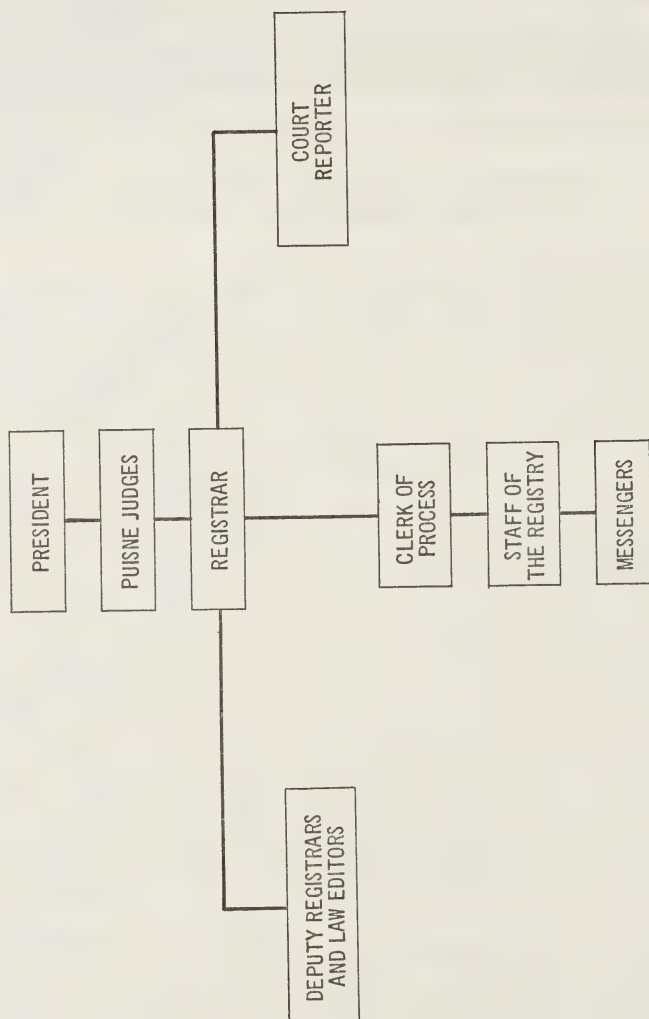 PRESIDENT
PUISNE JUDGES
REGISTRAR
DEPUTY REGISTRARS
AND LAW EDITORS
COURT
REPORTER
CLERK OF
PROCESS
STAFF OF
THE REGISTRY
MESSENGERS